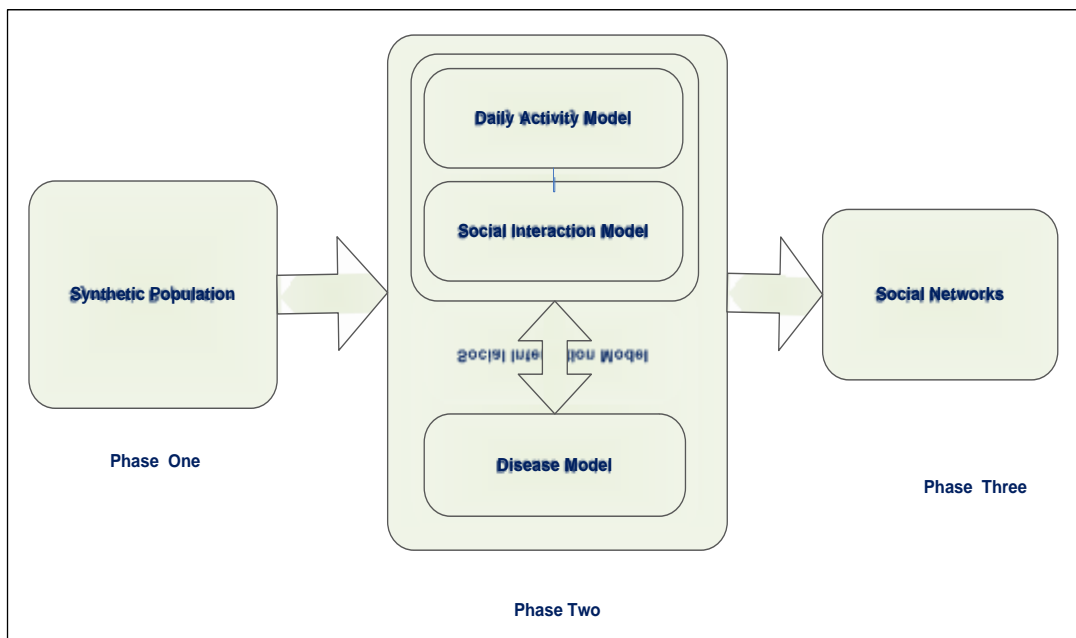 Daily Activity Model
Social Interaction Model
Synthetic Population
Social Networks
Disease Model
Phase  One
Phase  Three
Phase Two